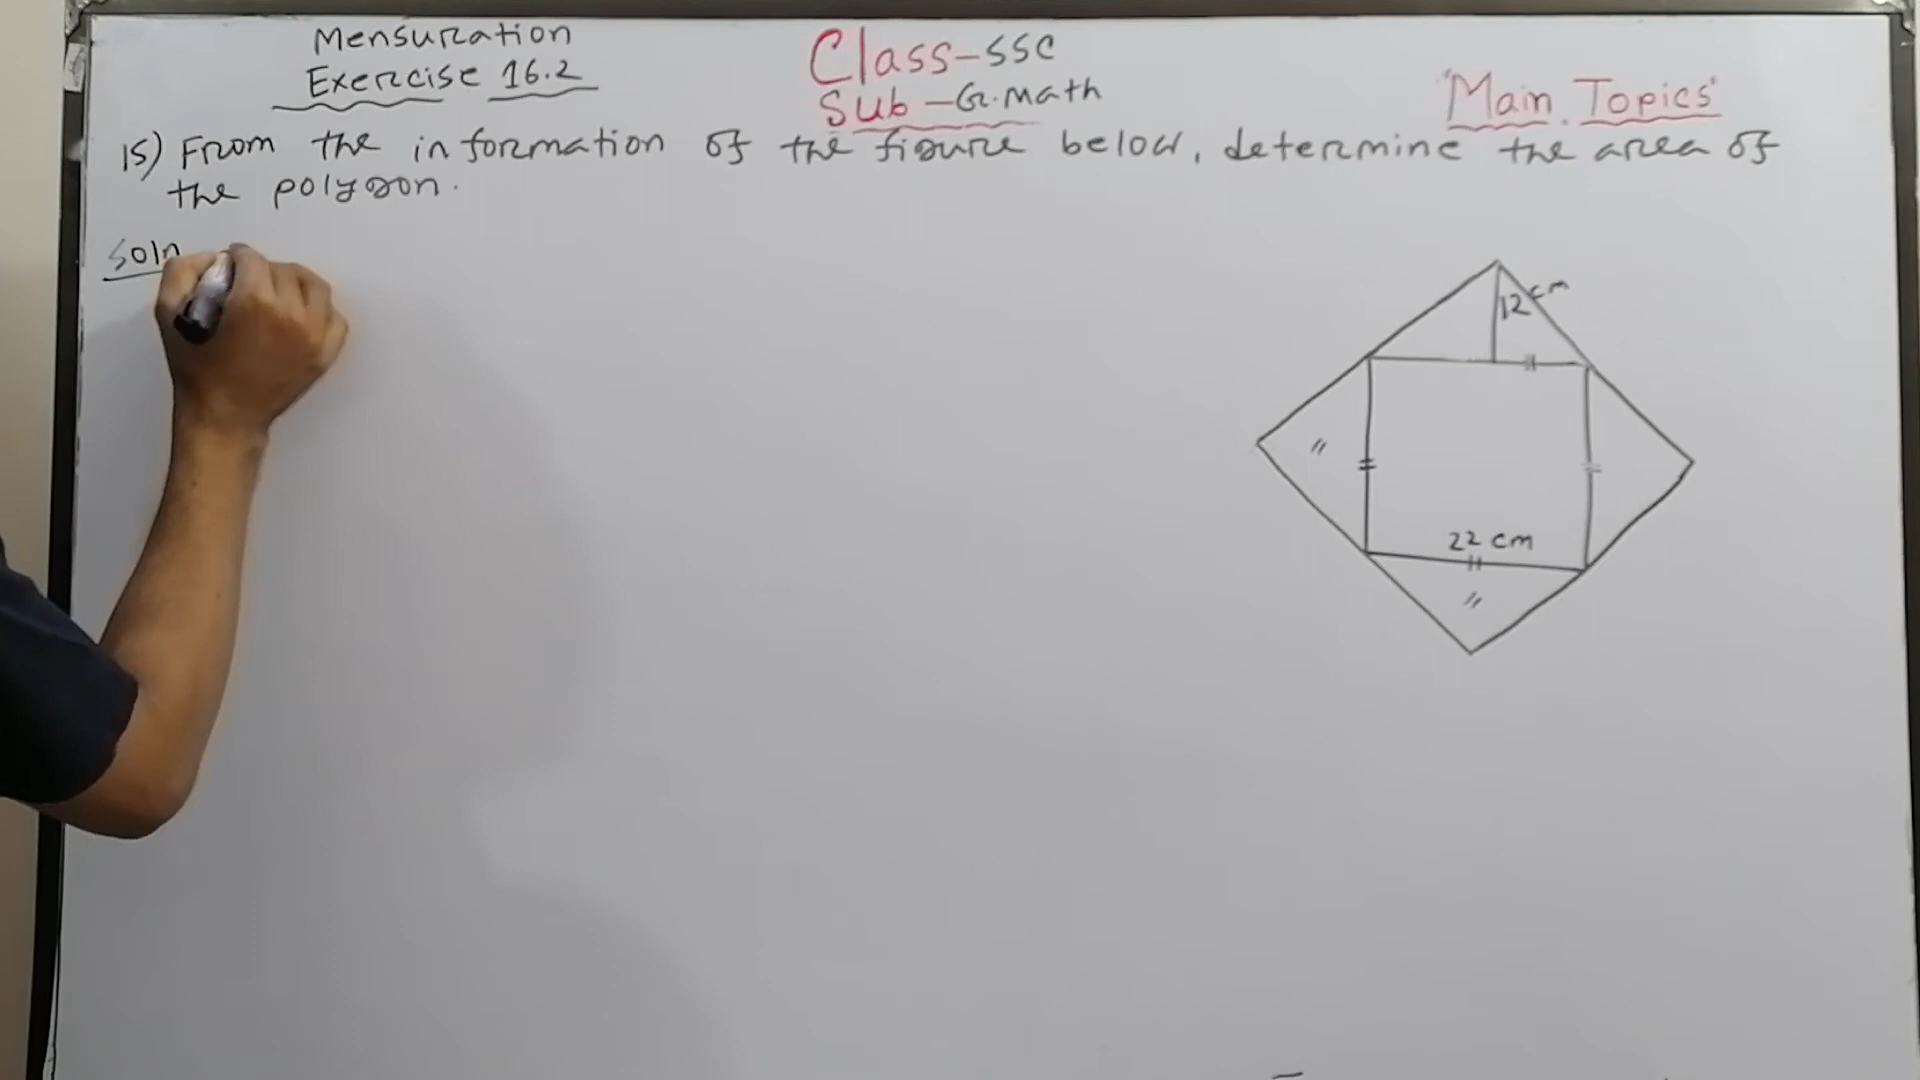 Mensuration
Exercise 16.2
Class-SSC
Sub-G.Math
"Main Topics"
15) From the information of the figure below, determine the area of
the polygon.
Soln
12 cm
22 cm